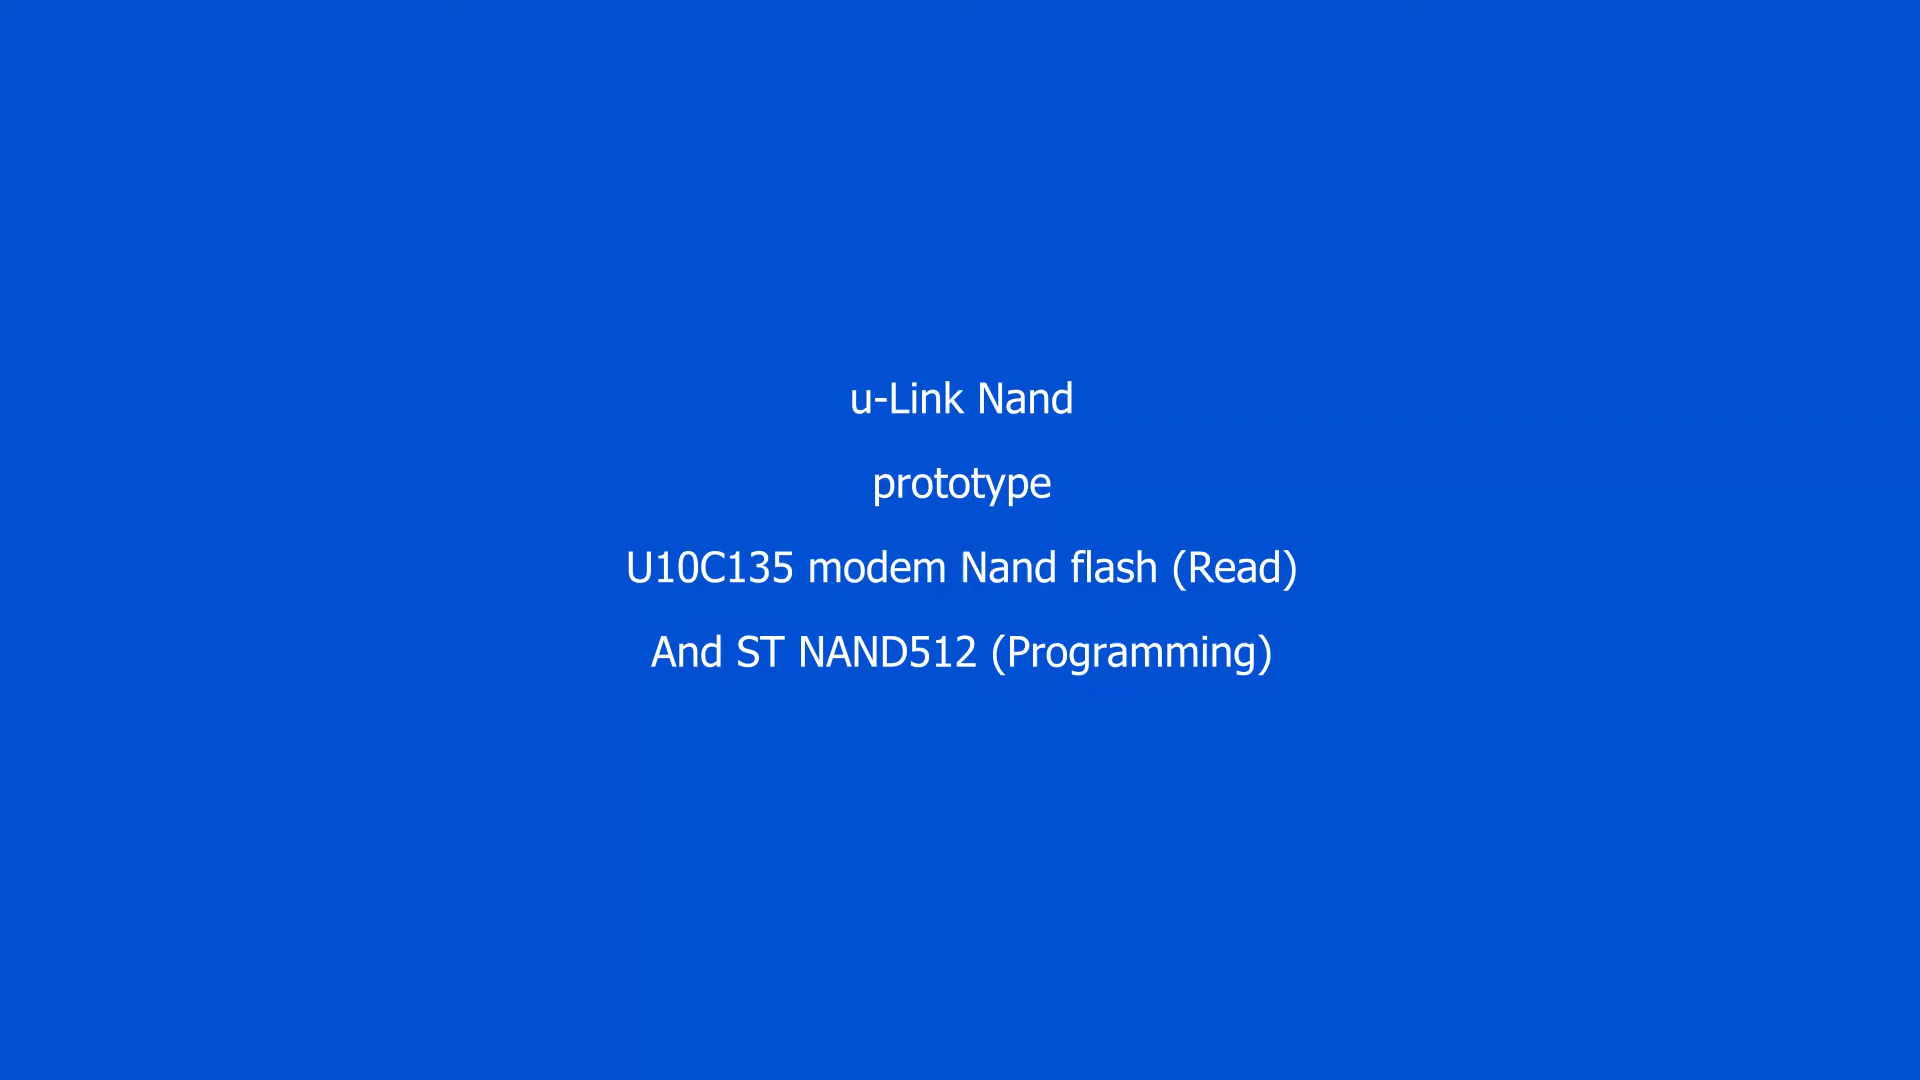 u-Link Nand
prototype
U10C135 modem Nand flash (Read)
And ST NAND512 (Programming)